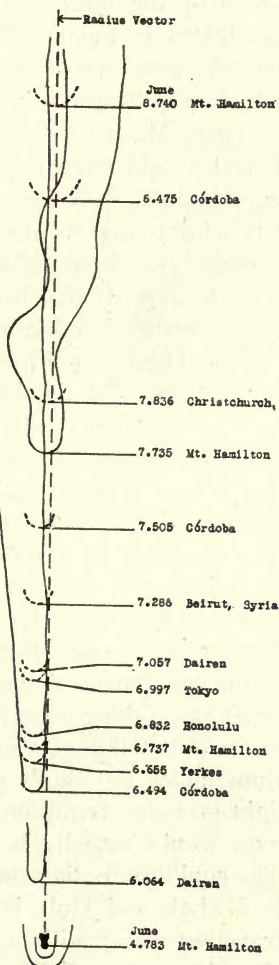 Radius Vector
June
8.740 Mt. Hamilton
6.475 Córdoba
7.836 Christchurch,
7.735 Mt. Hamilton
7.505 Córdoba
7.286 Beirut, Syria
7.057 Dairen
6.997 Tokyo
6.832 Honolulu
6.737 Mt. Hamilton
6.655 Yerkes
6.494 Córdoba
6.064 Dairen
June
4.783 Mt. Hamilton